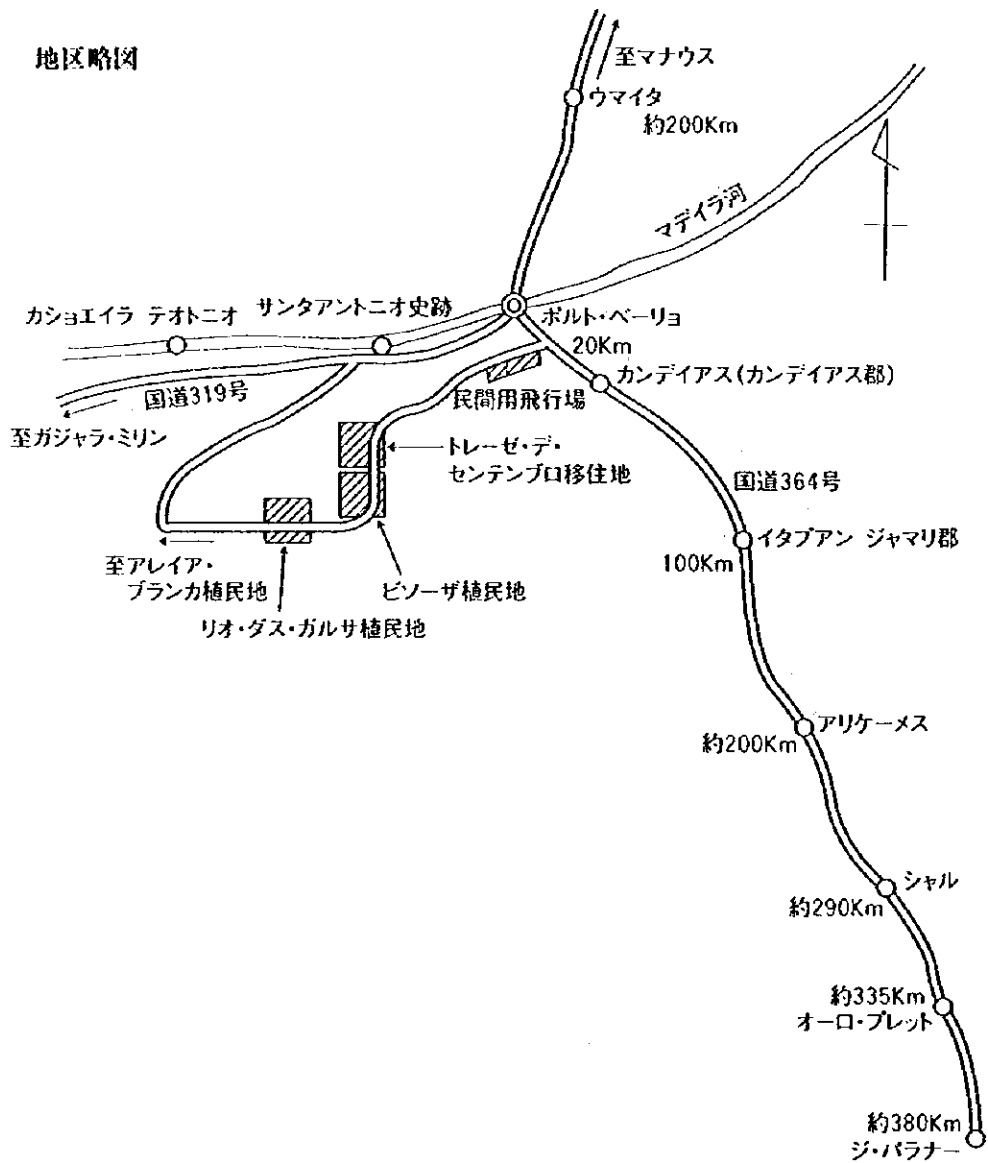 地区略図
至マナウス
ウマイタ
約200Km
マデイラ河
カショエイラ テオトニオ
サンタアントニオ史跡
ポルト・ベーリョ
20Km
カンデイアス(カンデイアス郡)
国道319号
民間用飛行場
至ガジャラ・ミリン
トレーゼ・デ・
センテンブロ移住地
国道364号
イタプアン ジャマリ郡
100Km
至アレイア・
ブランカ植民地
ビソーザ植民地
リオ・ダス・ガルサ植民地
アリケーメス
約200Km
シャル
約290Km
約335Km
オーロ・プレット
約380Km
ジ・パラナー